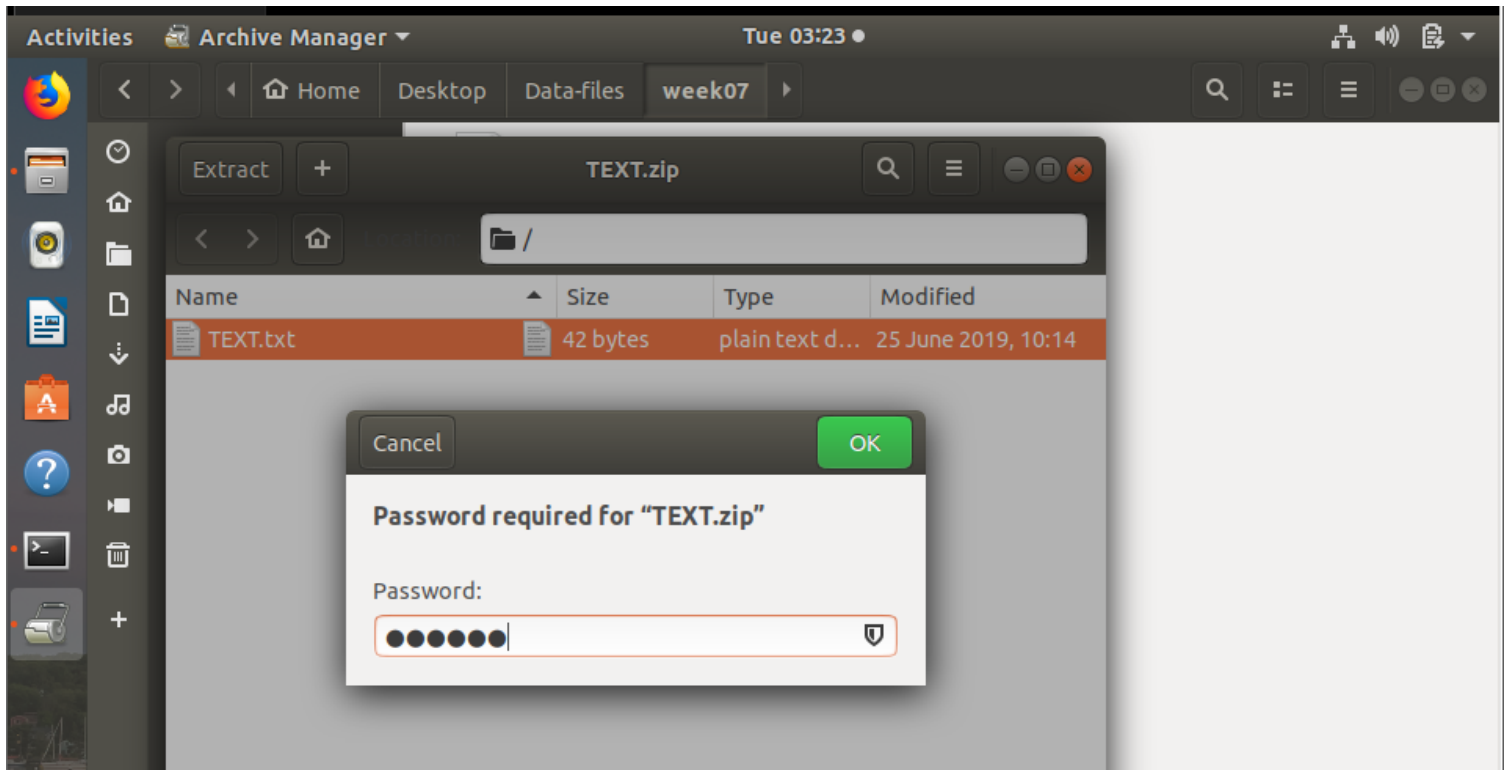 Activities Archive Manager Tue 03:23
Home Desktop Data-files week07
Extract + TEXT.zip
Location: /
Name Size Type Modified
TEXT.txt 42 bytes plain text d... 25 June 2019, 10:14
Cancel OK
Password required for “TEXT.zip”
Password: